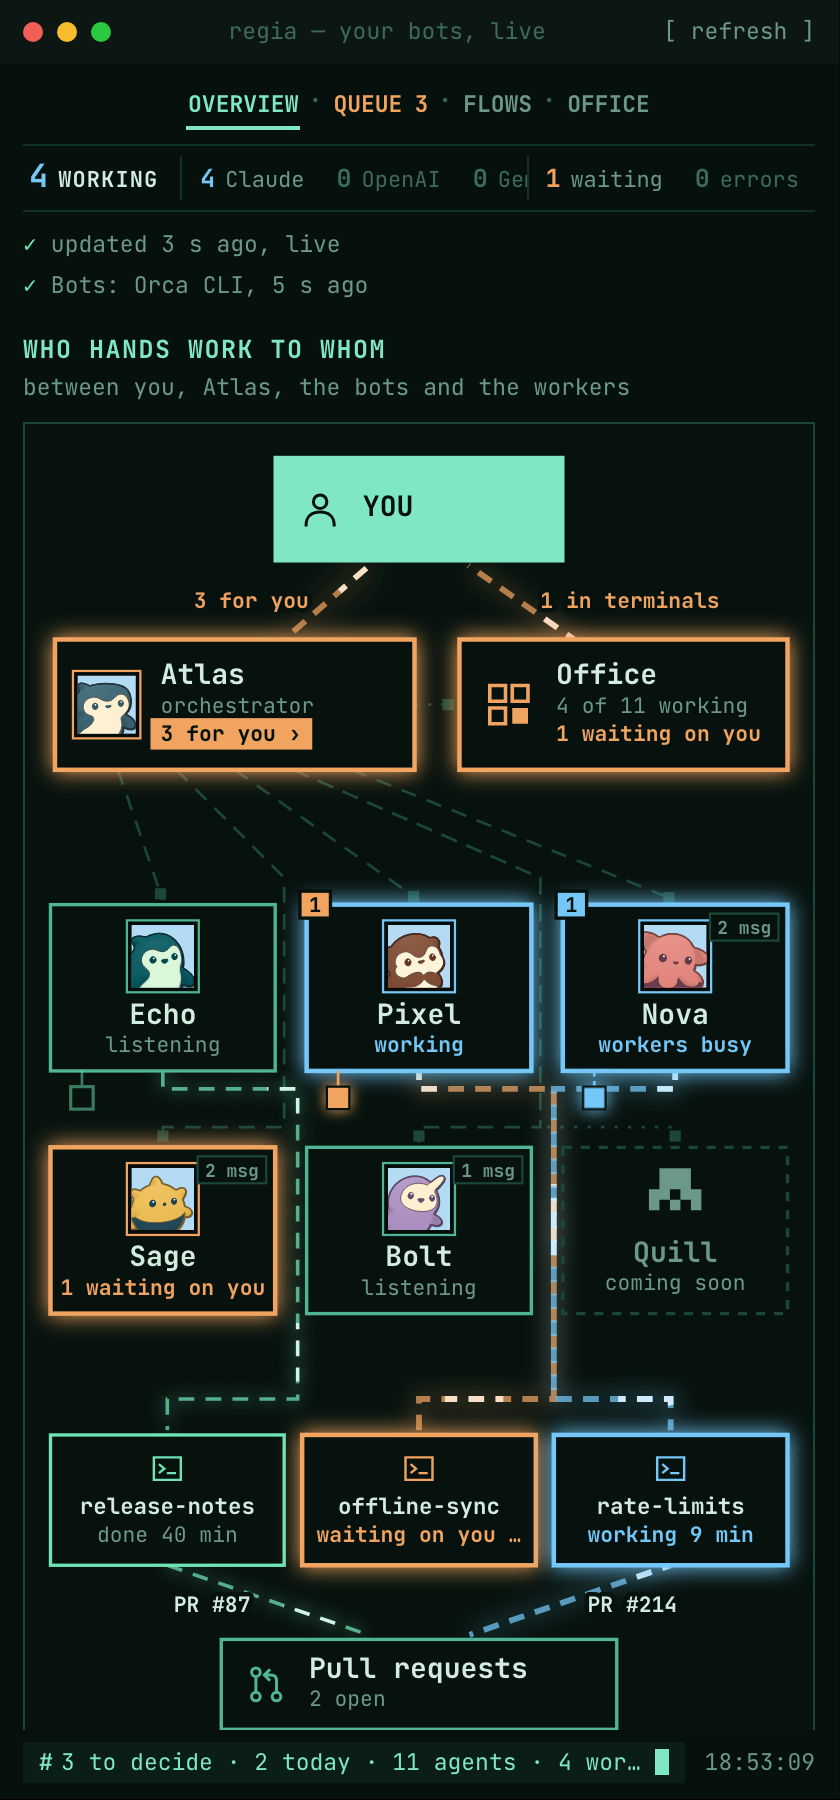 regia — your bots, live [ refresh ]
OVERVIEW · QUEUE 3 · FLOWS · OFFICE
4 WORKING 4 Claude 0 OpenAI 0 Ge 1 waiting 0 errors
✓ updated 3 s ago, live
✓ Bots: Orca CLI, 5 s ago
WHO HANDS WORK TO WHOM
between you, Atlas, the bots and the workers
YOU
3 for you 1 in terminals
Atlas
orchestrator
3 for you ›
Office
4 of 11 working
1 waiting on you
Echo
listening
1
Pixel
working
1
2 msg
Nova
workers busy
2 msg
Sage
1 waiting on you
1 msg
Bolt
listening
Quill
coming soon
release-notes
done 40 min
offline-sync
waiting on you …
rate-limits
working 9 min
PR #87 PR #214
Pull requests
2 open
# 3 to decide · 2 today · 11 agents · 4 wor… 18:53:09